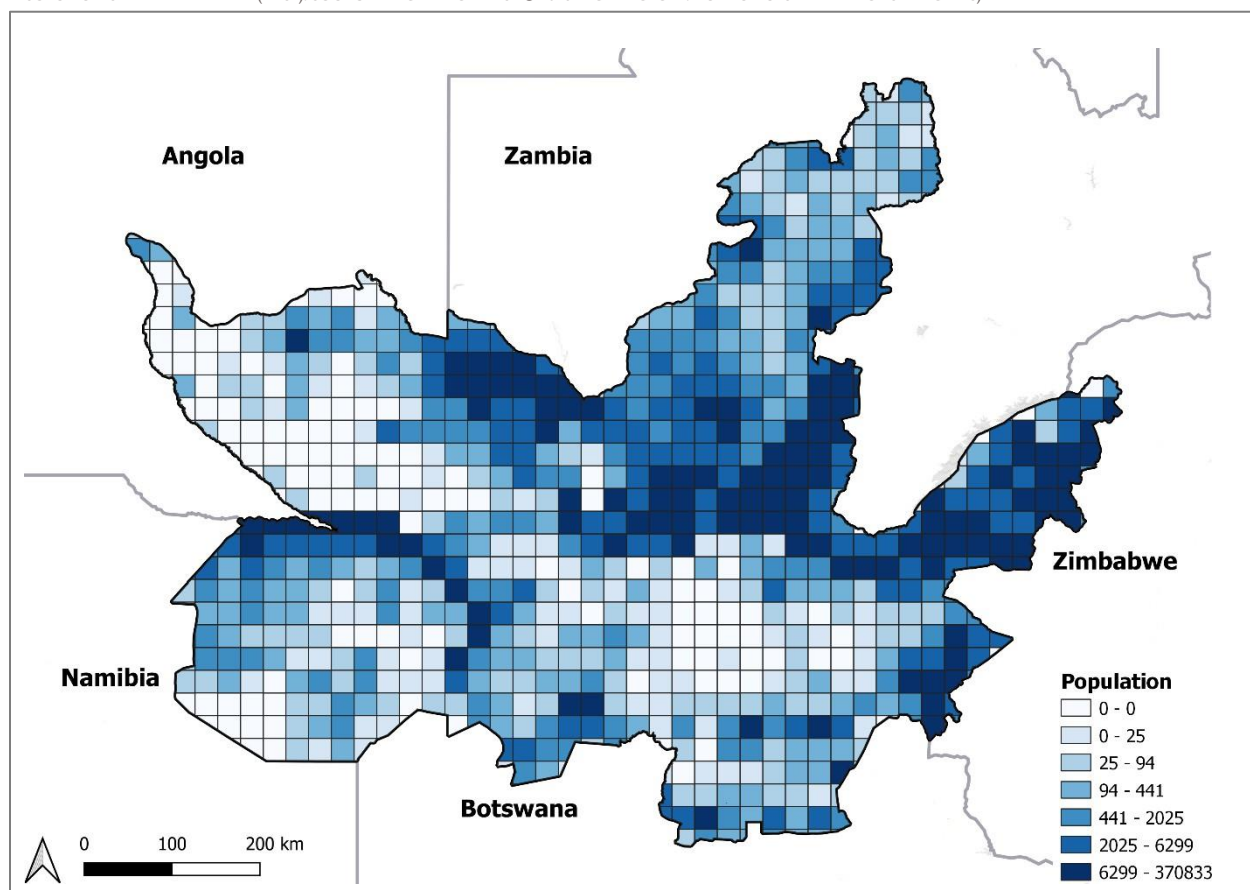 Angola
Zambia
Zimbabwe
Namibia
Botswana
Population
0 - 0
0 - 25
25 - 94
94 - 441
441 - 2025
2025 - 6299
6299 - 370833
0 100 200 km